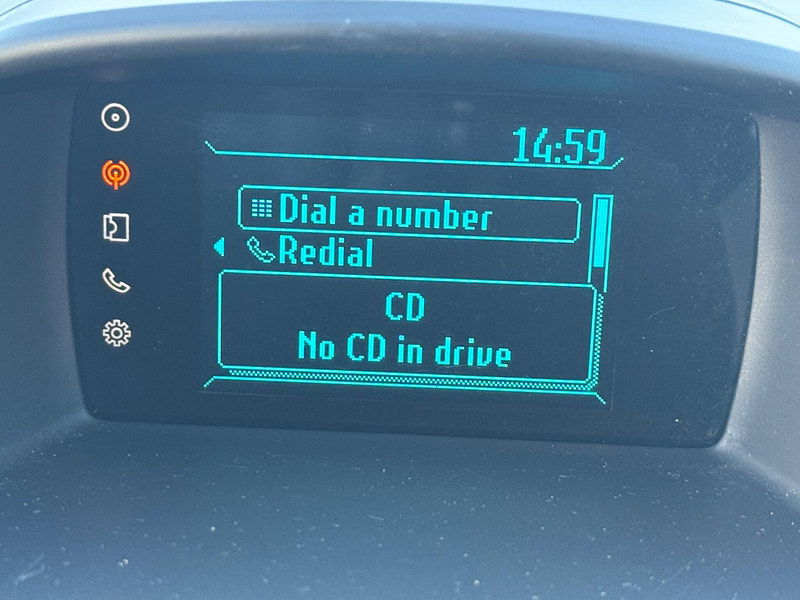 14:59
Dial a number
Redial
CD
No CD in drive